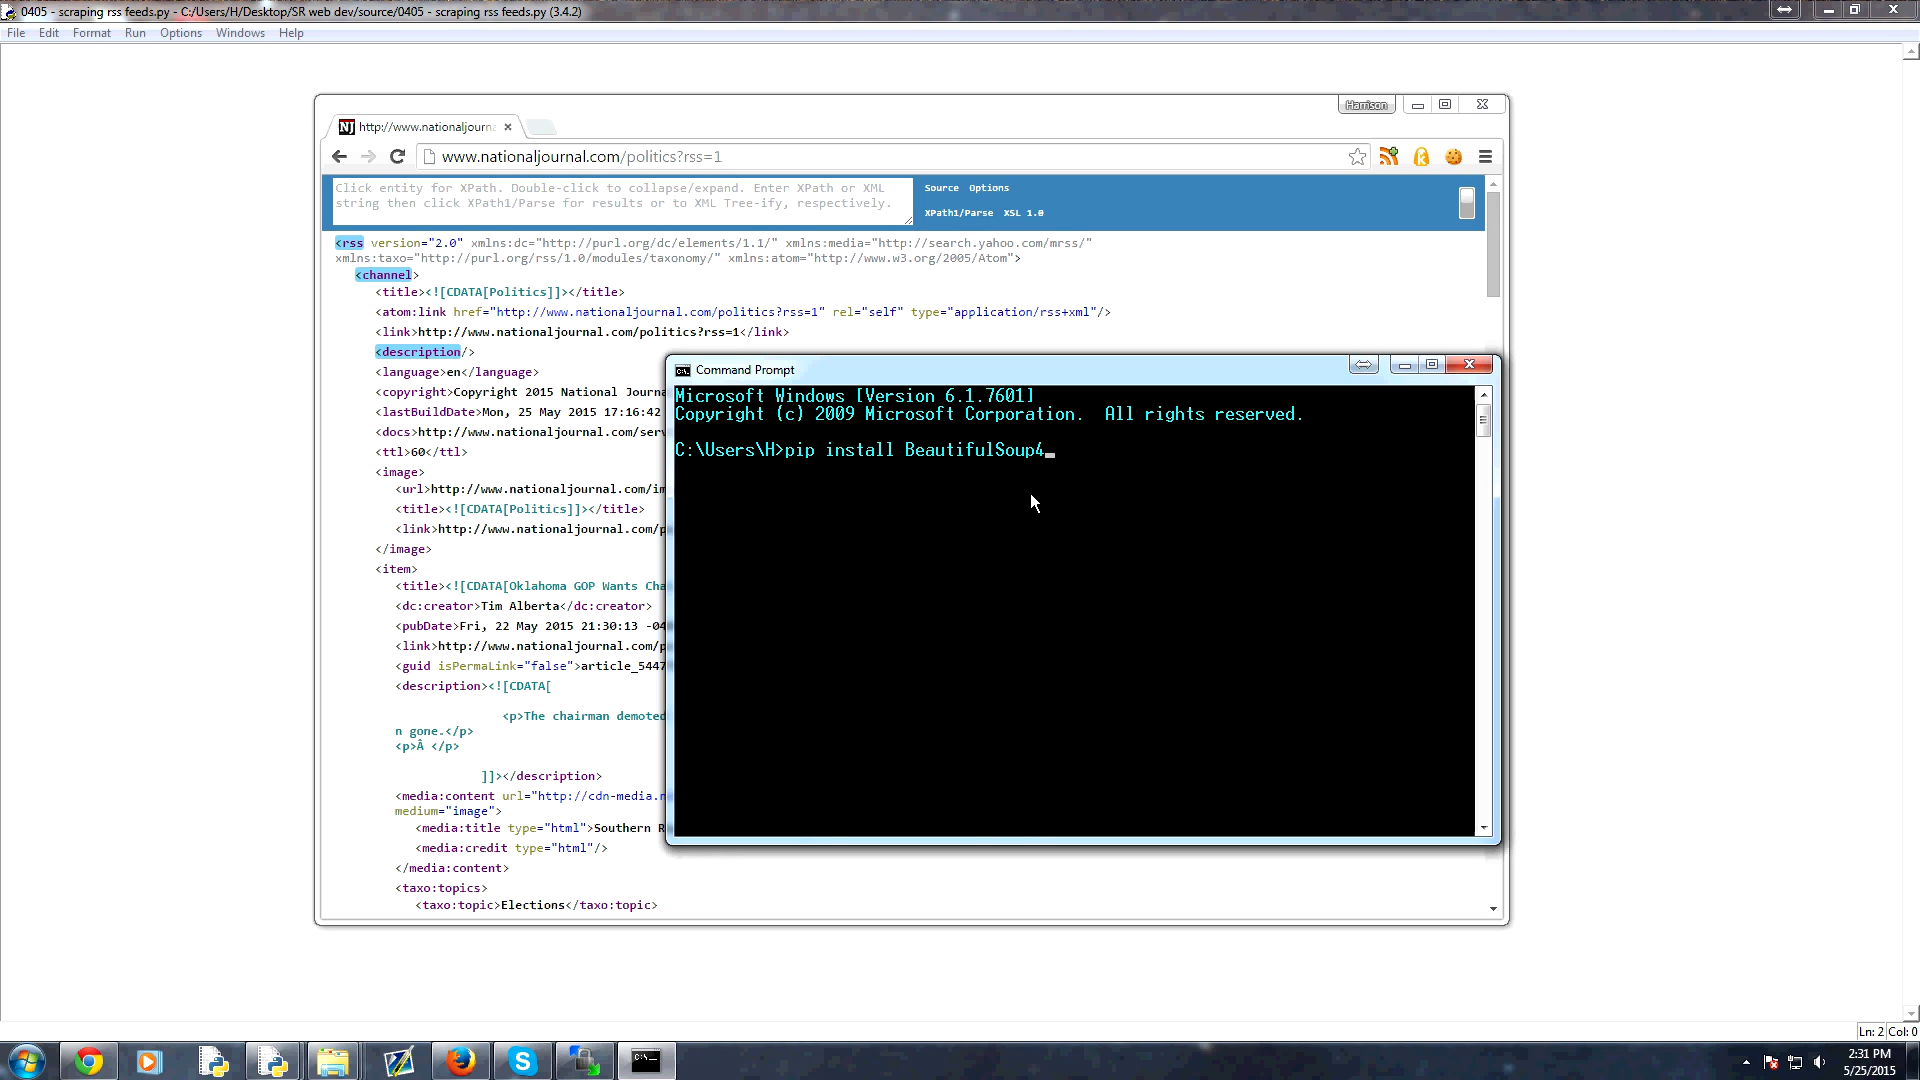 0405 - scraping rss feeds.py - C:/Users/H/Desktop/SR web dev/source/0405 - scraping rss feeds.py (3.4.2)
File Edit Format Run Options Windows Help
Harrison
NJ http://www.nationaljourna
www.nationaljournal.com/politics?rss=1
Click entity for XPath. Double-click to collapse/expand. Enter XPath or XML
string then click XPath1/Parse for results or to XML Tree-ify, respectively.
Source Options
XPath1/Parse XSL 1.0
<rss version="2.0" xmlns:dc="http://purl.org/dc/elements/1.1/" xmlns:media="http://search.yahoo.com/mrss/"
xmlns:taxo="http://purl.org/rss/1.0/modules/taxonomy/" xmlns:atom="http://www.w3.org/2005/Atom">
<channel>
<title><![CDATA[Politics]]></title>
<atom:link href="http://www.nationaljournal.com/politics?rss=1" rel="self" type="application/rss+xml"/>
<link>http://www.nationaljournal.com/politics?rss=1</link>
<description/>
<language>en</language>
<copyright>Copyright 2015 National Journa
<lastBuildDate>Mon, 25 May 2015 17:16:42
<docs>http://www.nationaljournal.com/serv
<ttl>60</ttl>
<image>
<url>http://www.nationaljournal.com/im
<title><![CDATA[Politics]]></title>
<link>http://www.nationaljournal.com/p
</image>
<item>
<title><![CDATA[Oklahoma GOP Wants Cha
<dc:creator>Tim Alberta</dc:creator>
<pubDate>Fri, 22 May 2015 21:30:13 -04
<link>http://www.nationaljournal.com/p
<guid isPermaLink="false">article_5447
<description><![CDATA[
<p>The chairman demoted
n gone.</p>
<p>Â </p>
]]></description>
<media:content url="http://cdn-media.n
medium="image">
<media:title type="html">Southern R
<media:credit type="html"/>
</media:content>
<taxo:topics>
<taxo:topic>Elections</taxo:topic>
Command Prompt
Microsoft Windows [Version 6.1.7601]
Copyright (c) 2009 Microsoft Corporation. All rights reserved.
C:\Users\H>pip install BeautifulSoup4
Ln: 2 Col: 0
2:31 PM
5/25/2015